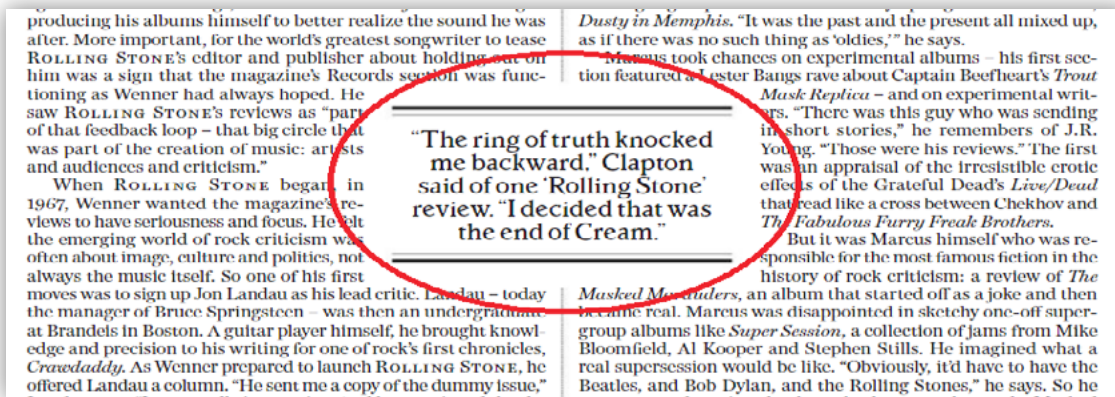 producing his albums himself to better realize the sound he was
after. More important, for the world's greatest songwriter to tease
ROLLING STONE's editor and publisher about holding out on
him was a sign that the magazine's Records section was func-
tioning as Wenner had always hoped. He
saw ROLLING STONE's reviews as "part
of that feedback loop – that big circle that
was part of the creation of music: artists
and audiences and criticism."
When ROLLING STONE began, in
1967, Wenner wanted the magazine's re-
views to have seriousness and focus. He felt
the emerging world of rock criticism was
often about image, culture and politics, not
always the music itself. So one of his first
moves was to sign up Jon Landau as his lead critic. Landau – today
the manager of Bruce Springsteen – was then an undergraduate
at Brandeis in Boston. A guitar player himself, he brought knowl-
edge and precision to his writing for one of rock's first chronicles,
Crawdaddy. As Wenner prepared to launch ROLLING STONE, he
offered Landau a column. "He sent me a copy of the dummy issue,"
"The ring of truth knocked
me backward," Clapton
said of one 'Rolling Stone'
review. "I decided that was
the end of Cream."
Dusty in Memphis. "It was the past and the present all mixed up,
as if there was no such thing as 'oldies,'" he says.
Marcus took chances on experimental albums – his first sec-
tion featured a Lester Bangs rave about Captain Beefheart's Trout
Mask Replica – and on experimental writ-
ers. "There was this guy who was sending
in short stories," he remembers of J.R.
Young. "Those were his reviews." The first
was an appraisal of the irresistible erotic
effects of the Grateful Dead's Live/Dead
that read like a cross between Chekhov and
The Fabulous Furry Freak Brothers.
But it was Marcus himself who was re-
sponsible for the most famous fiction in the
history of rock criticism: a review of The
Masked Marauders, an album that started off as a joke and then
became real. Marcus was disappointed in sketchy one-off super-
group albums like Super Session, a collection of jams from Mike
Bloomfield, Al Kooper and Stephen Stills. He imagined what a
real supersession would be like. "Obviously, it'd have to have the
Beatles, and Bob Dylan, and the Rolling Stones," he says. So he